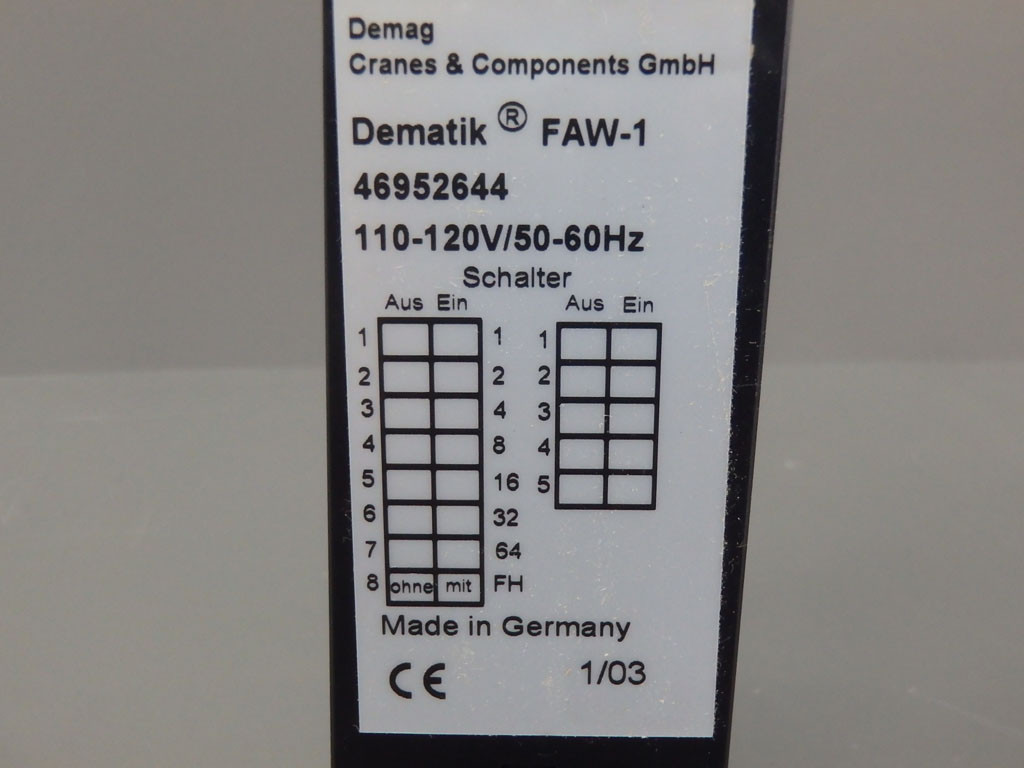 Demag
Cranes & Components GmbH
Dematik ® FAW-1
46952644
110-120V/50-60Hz
Schalter
Aus Ein Aus Ein
1 1 1
2 2 2
3 4 3
4 8 4
5 16 5
6 32
7 64
8 ohne mit FH
Made in Germany
CE 1/03